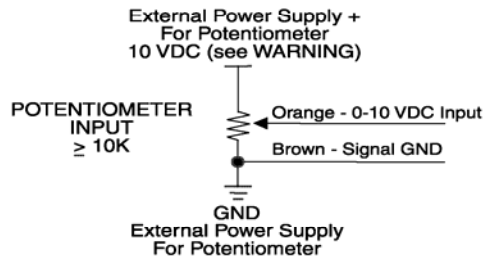 External Power Supply +
For Potentiometer
10 VDC (see WARNING)
POTENTIOMETER
INPUT
≥ 10K
Orange - 0-10 VDC Input
Brown - Signal GND
GND
External Power Supply
For Potentiometer